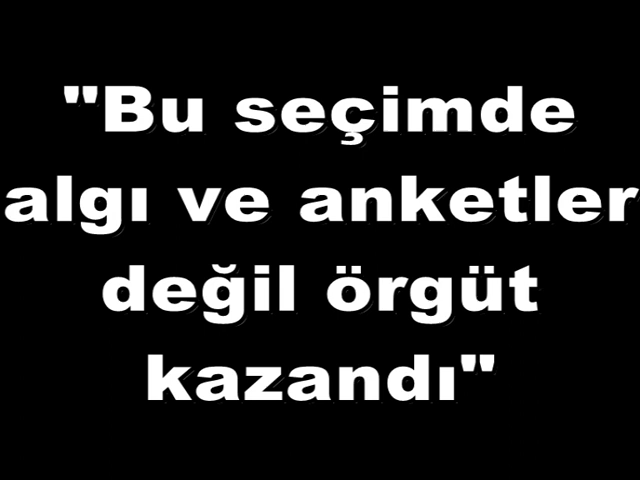 "Bu seçimde
algı ve anketler
değil örgüt
kazandı"